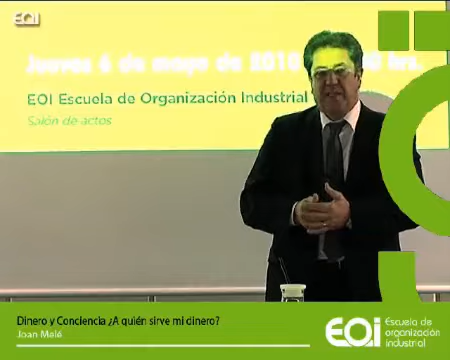 EOI
Jueves 6 de mayo de 2010
hrs.
EOI Escuela de Organización Industrial
Salón de actos
Dinero y Conciencia ¿A quién sirve mi dinero?
Joan Melé
EOI
Escuela de
organización
industrial